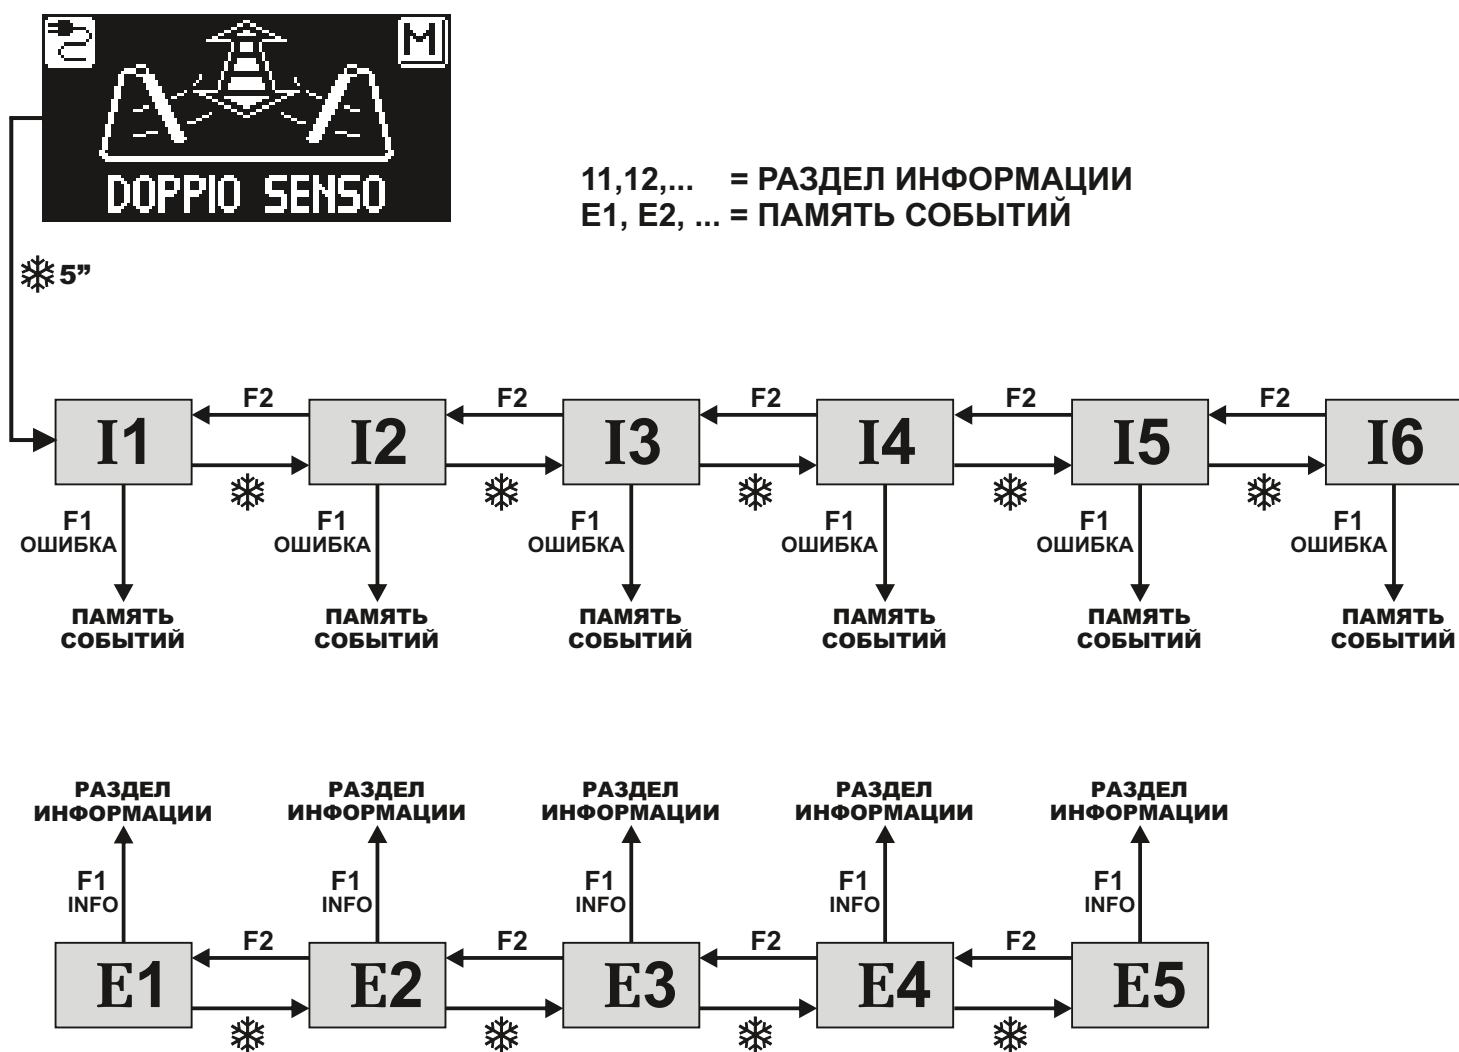 M
DOPPIO SENSO
11,12,... = РАЗДЕЛ ИНФОРМАЦИИ
E1, E2, ... = ПАМЯТЬ СОБЫТИЙ
5”
F2 F2 F2 F2 F2
I1 I2 I3 I4 I5 I6
F1 F1 F1 F1 F1 F1
ОШИБКА ОШИБКА ОШИБКА ОШИБКА ОШИБКА ОШИБКА
ПАМЯТЬ ПАМЯТЬ ПАМЯТЬ ПАМЯТЬ ПАМЯТЬ ПАМЯТЬ
СОБЫТИЙ СОБЫТИЙ СОБЫТИЙ СОБЫТИЙ СОБЫТИЙ СОБЫТИЙ
РАЗДЕЛ РАЗДЕЛ РАЗДЕЛ РАЗДЕЛ РАЗДЕЛ
ИНФОРМАЦИИ ИНФОРМАЦИИ ИНФОРМАЦИИ ИНФОРМАЦИИ ИНФОРМАЦИИ
F1 F1 F1 F1 F1
INFO INFO INFO INFO INFO
F2 F2 F2 F2
E1 E2 E3 E4 E5